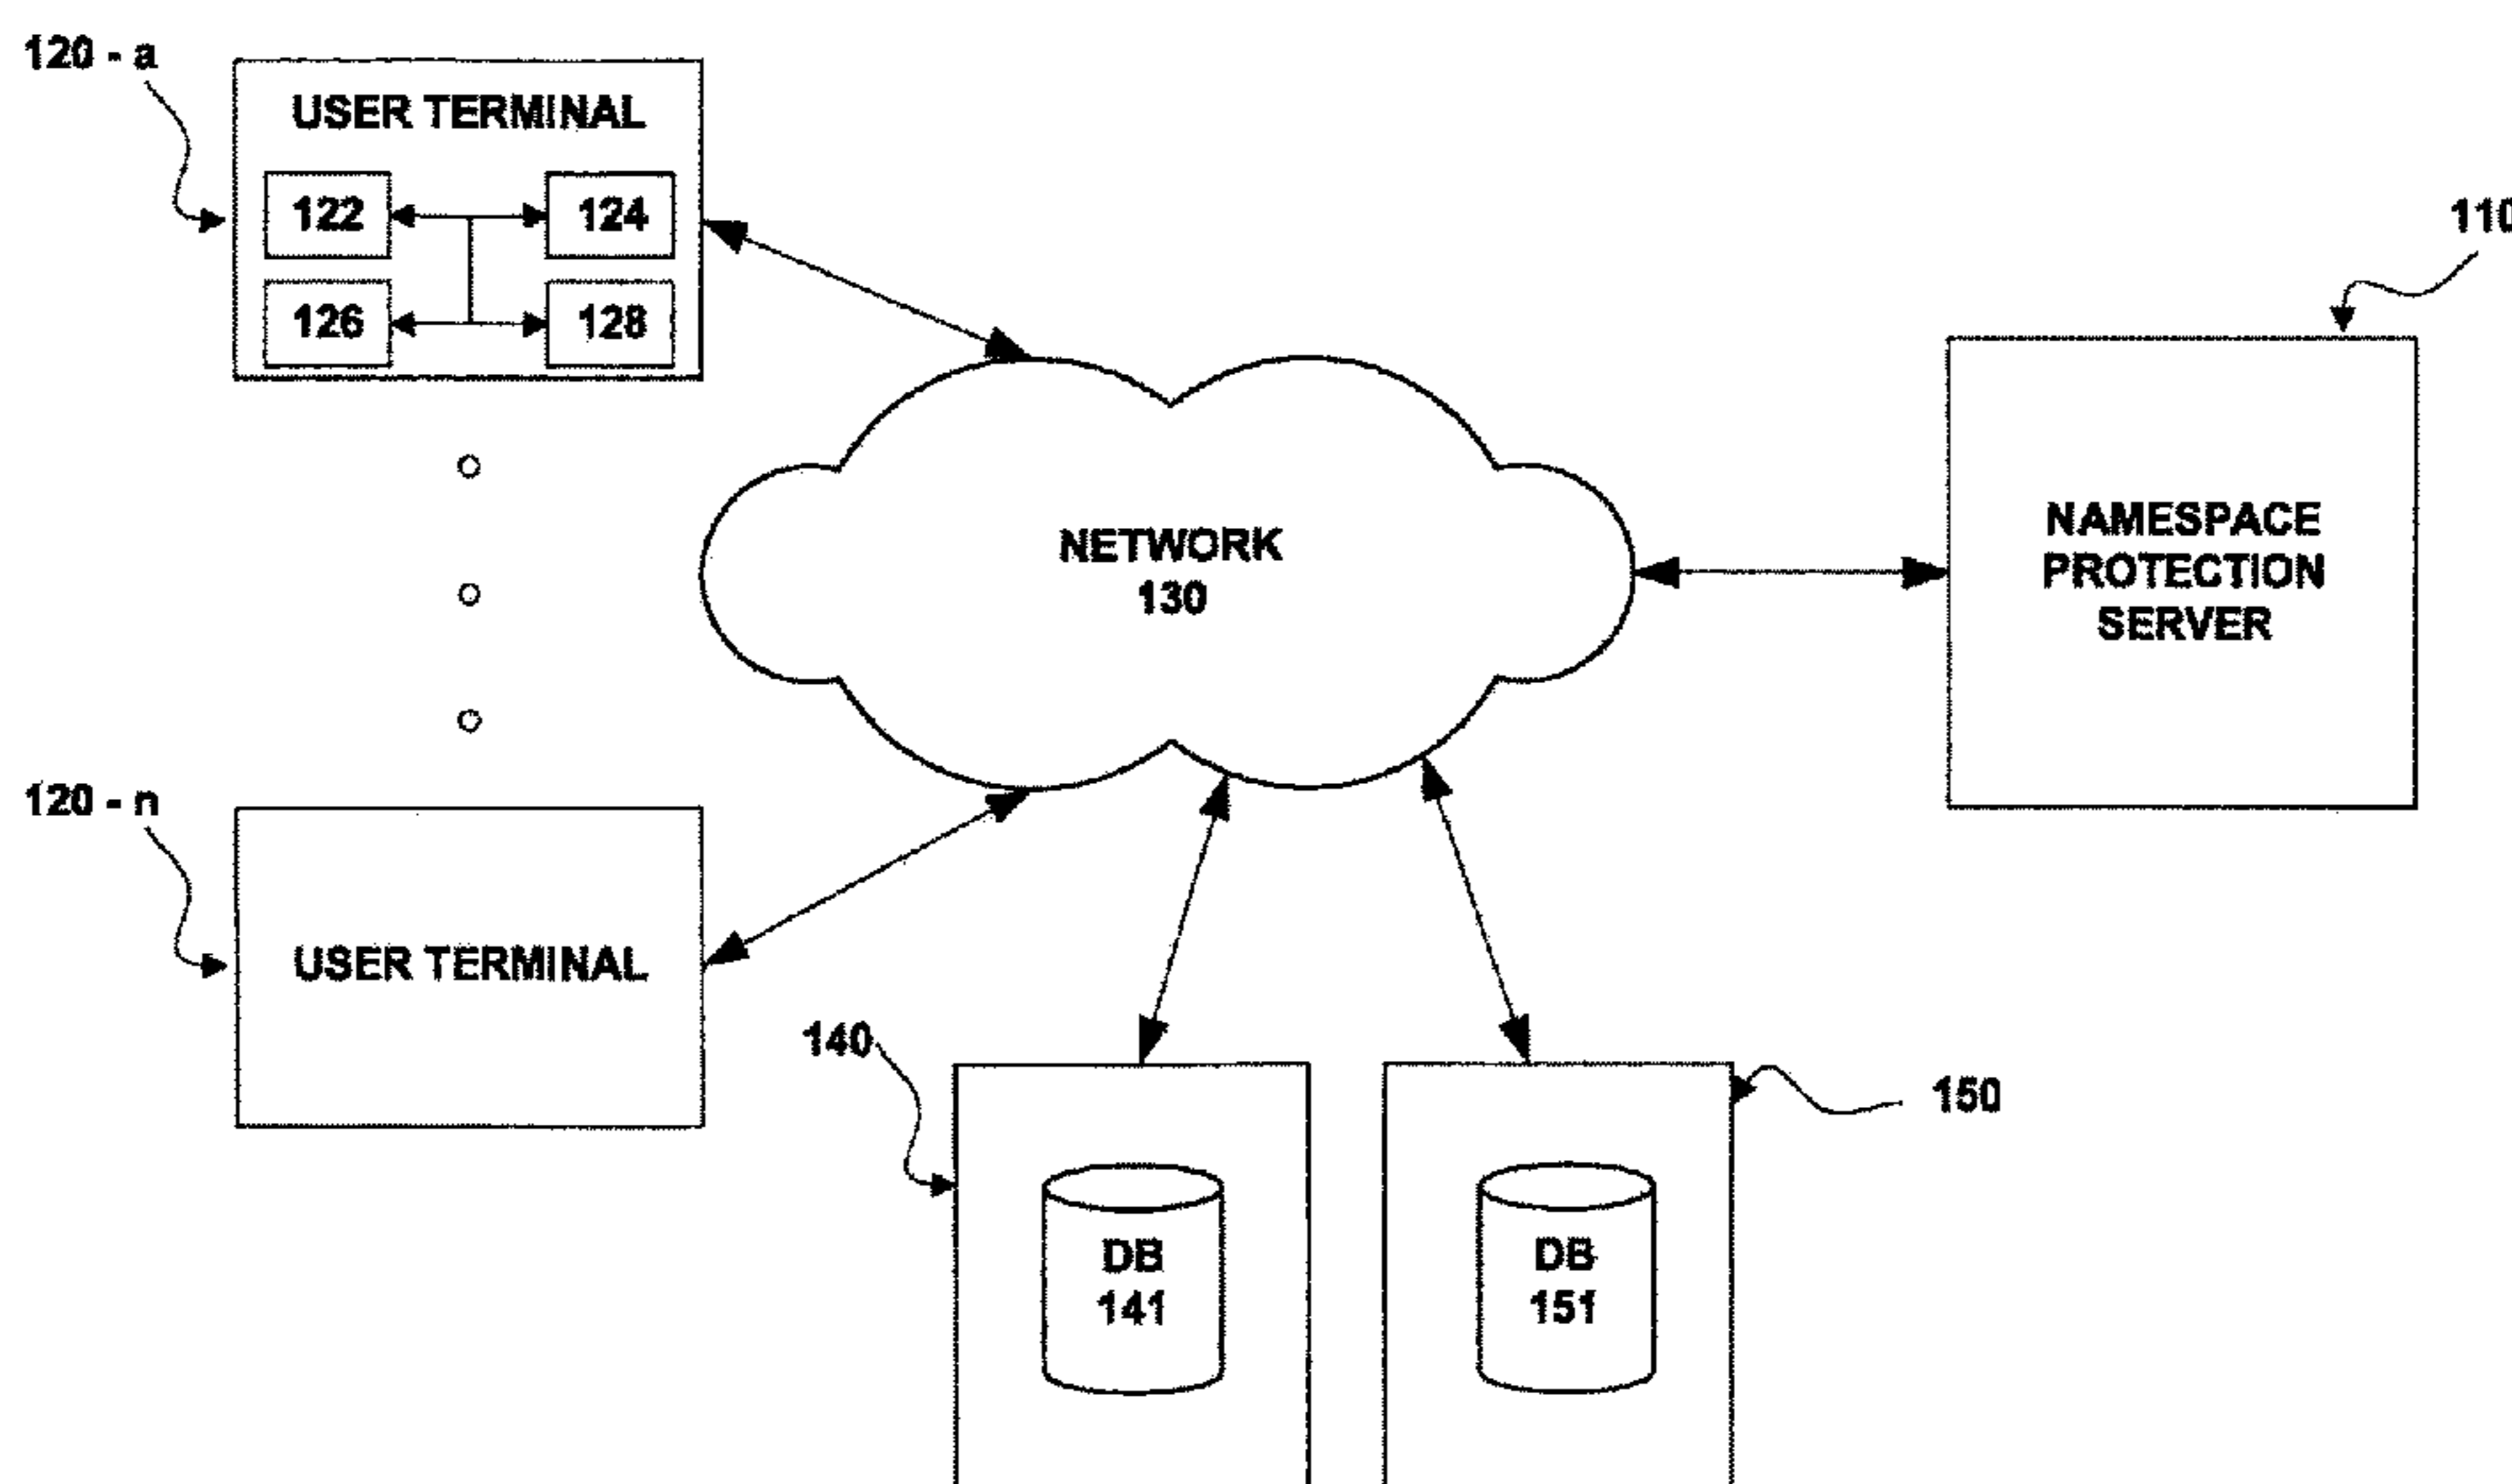 120 - a
USER TERMINAL
122
124
126
128
110
NETWORK
130
NAMESPACE
PROTECTION
SERVER
120 - n
USER TERMINAL
140
150
DB
141
DB
151